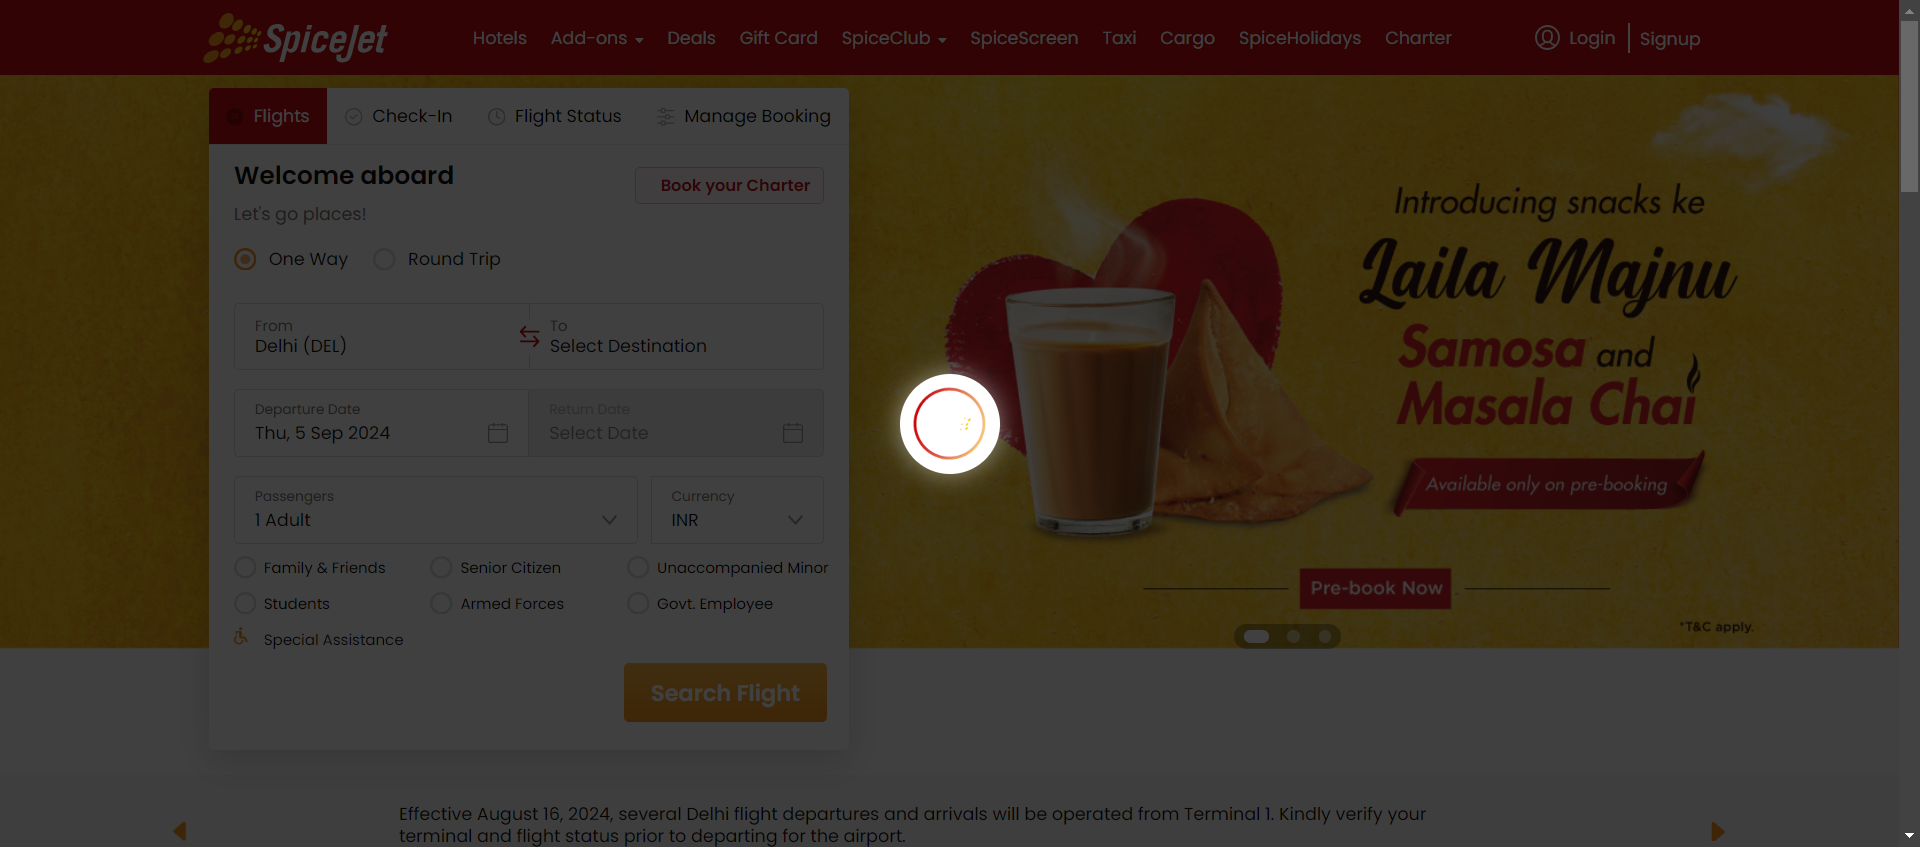 SpiceJet
Hotels Add-ons Deals Gift Card SpiceClub SpiceScreen Taxi Cargo SpiceHolidays Charter Login Signup
Flights Check-In Flight Status Manage Booking
Welcome aboard
Book your Charter
Let's go places!
One Way Round Trip
From
Delhi (DEL)
To
Select Destination
Departure Date
Thu, 5 Sep 2024
Return Date
Select Date
Passengers
1 Adult
Currency
INR
Family & Friends Senior Citizen Unaccompanied Minor
Students Armed Forces Govt. Employee
Special Assistance
Search Flight
Introducing snacks ke
Laila Majnu
Samosa and
Masala Chai
Available only on pre-booking
Pre-book Now
*T&C apply.
Effective August 16, 2024, several Delhi flight departures and arrivals will be operated from Terminal 1. Kindly verify your
terminal and flight status prior to departing for the airport.